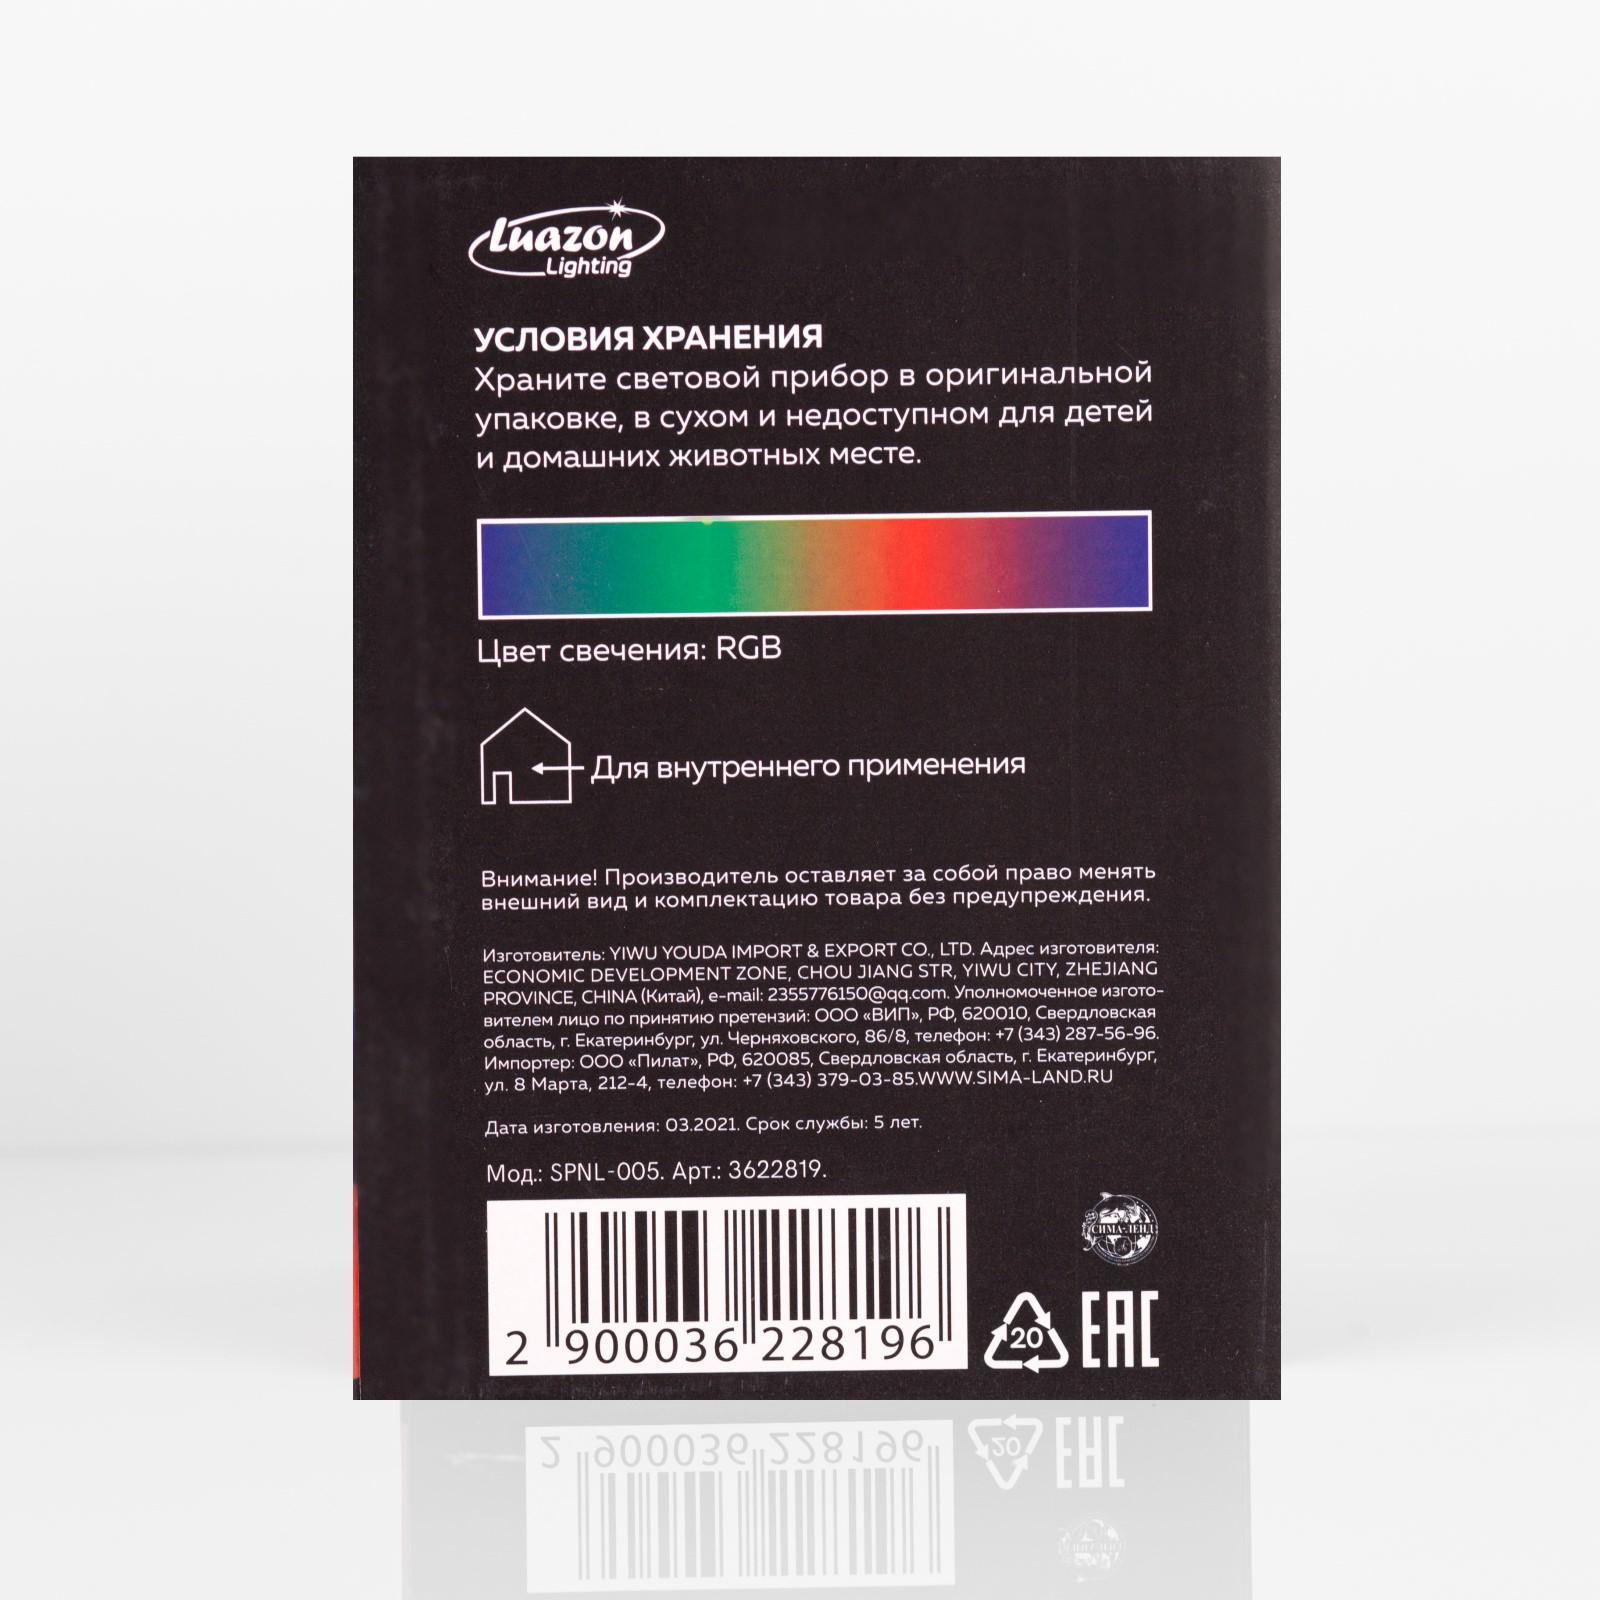 Luazon
Lighting
УСЛОВИЯ ХРАНЕНИЯ
Храните световой прибор в оригинальной
упаковке, в сухом и недоступном для детей
и домашних животных месте.
Цвет свечения: RGB
Для внутреннего применения
Внимание! Производитель оставляет за собой право менять
внешний вид и комплектацию товара без предупреждения.
Изготовитель: YIWU YOUDA IMPORT & EXPORT CO., LTD. Адрес изготовителя:
ECONOMIC DEVELOPMENT ZONE, CHOU JIANG STR, YIWU CITY, ZHEJIANG
PROVINCE, CHINA (Китай), e-mail: 2355776150@qq.com. Уполномоченное изгото-
вителем лицо по принятию претензий: ООО «ВИП», РФ, 620010, Свердловская
область, г. Екатеринбург, ул. Черняховского, 86/8, телефон: +7 (343) 287-56-96.
Импортер: ООО «Пилат», РФ, 620085, Свердловская область, г. Екатеринбург,
ул. 8 Марта, 212-4, телефон: +7 (343) 379-03-85.WWW.SIMA-LAND.RU
Дата изготовления: 03.2021. Срок службы: 5 лет.
Мод.: SPNL-005. Арт.: 3622819.
СИМА-ЛЕНД
2 900036 228196
20
EAC